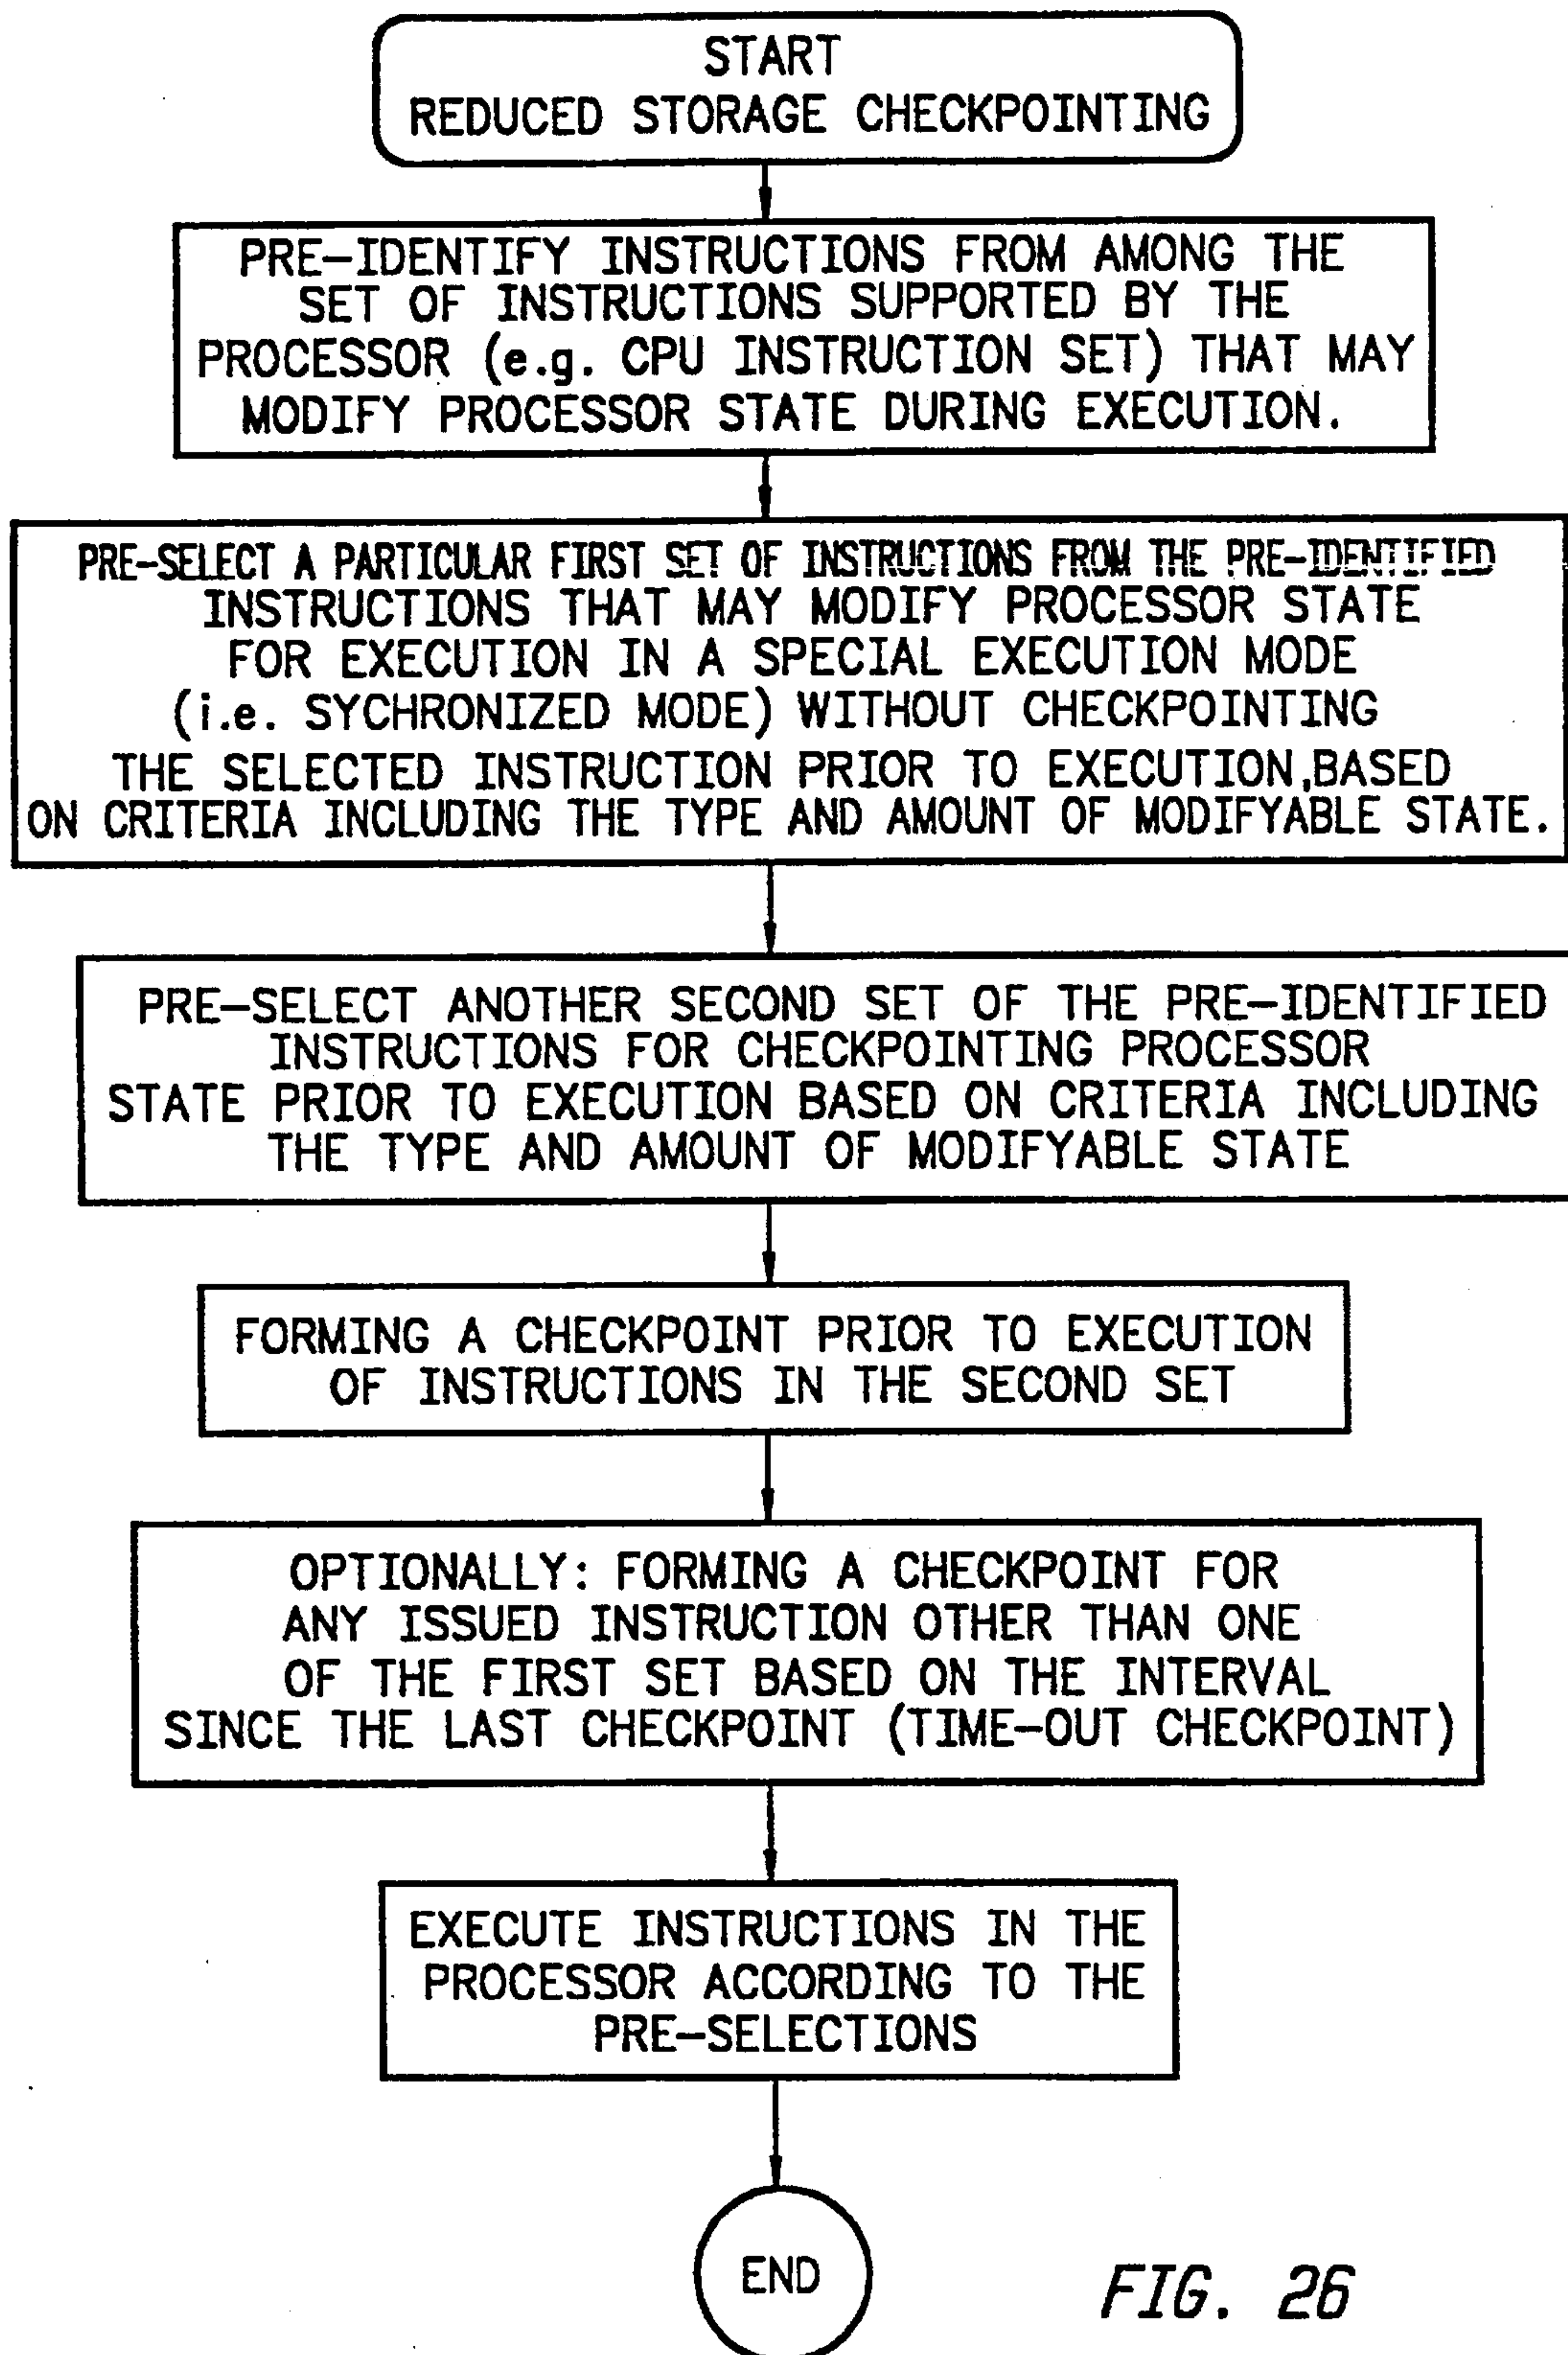 START
REDUCED STORAGE CHECKPOINTING
PRE-IDENTIFY INSTRUCTIONS FROM AMONG THE
SET OF INSTRUCTIONS SUPPORTED BY THE
PROCESSOR (e.g. CPU INSTRUCTION SET) THAT MAY
MODIFY PROCESSOR STATE DURING EXECUTION.
PRE-SELECT A PARTICULAR FIRST SET OF INSTRUCTIONS FROM THE PRE-IDENTIFIED
INSTRUCTIONS THAT MAY MODIFY PROCESSOR STATE
FOR EXECUTION IN A SPECIAL EXECUTION MODE
(i.e. SYCHRONIZED MODE) WITHOUT CHECKPOINTING
THE SELECTED INSTRUCTION PRIOR TO EXECUTION,BASED
ON CRITERIA INCLUDING THE TYPE AND AMOUNT OF MODIFYABLE STATE.
PRE-SELECT ANOTHER SECOND SET OF THE PRE-IDENTIFIED
INSTRUCTIONS FOR CHECKPOINTING PROCESSOR
STATE PRIOR TO EXECUTION BASED ON CRITERIA INCLUDING
THE TYPE AND AMOUNT OF MODIFYABLE STATE
FORMING A CHECKPOINT PRIOR TO EXECUTION
OF INSTRUCTIONS IN THE SECOND SET
OPTIONALLY: FORMING A CHECKPOINT FOR
ANY ISSUED INSTRUCTION OTHER THAN ONE
OF THE FIRST SET BASED ON THE INTERVAL
SINCE THE LAST CHECKPOINT (TIME-OUT CHECKPOINT)
EXECUTE INSTRUCTIONS IN THE
PROCESSOR ACCORDING TO THE
PRE-SELECTIONS
END
FIG. 26